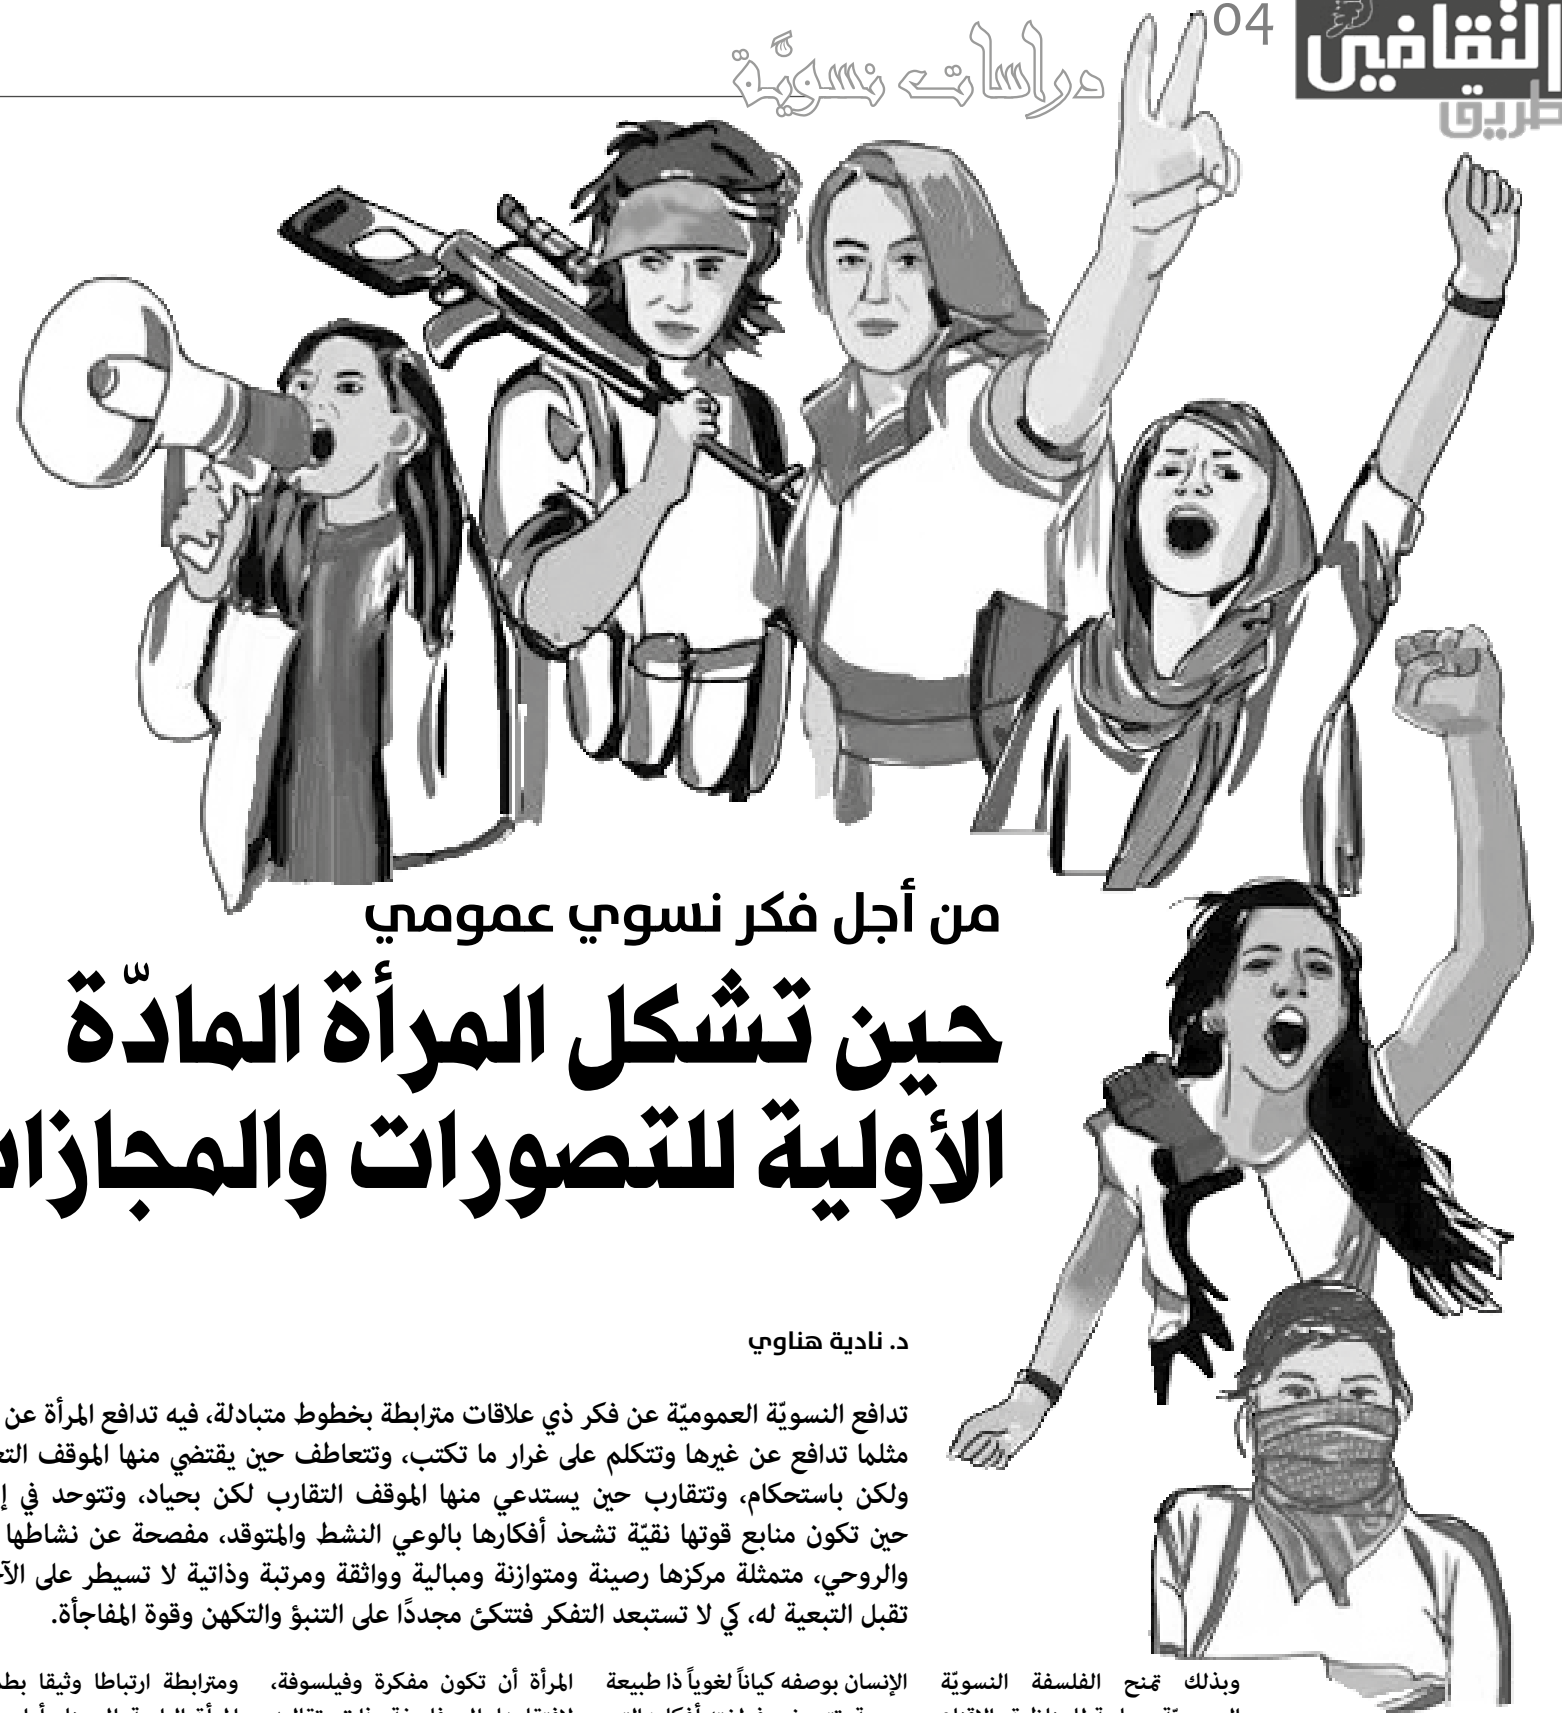 الثقافي
طريق
04
دراسات نسويَّة
من أجل فكر نسوي عمومي
حين تشكل المرأة المادّة
الأولية للتصورات والمجازات
د. نادية هناوي
تدافع النسويّة العموميّة عن فكر ذي علاقات مترابطة بخطوط متبادلة، فيه تدافع المرأة عن
مثلما تدافع عن غيرها وتتكلم على غرار ما تكتب، وتتعاطف حين يقتضي منها الموقف
ولكن باستحكام، وتتقارب حين يستدعي منها الموقف التقارب لكن بحياد، وتتوحد في
حين تكون منابع قوتها نقيّة تشحذ أفكارها بالوعي النشط والمتوقد، مفصحة عن نشاطها
والروحي، متمثلة مركزها رصينة ومتوازنة ومبالية وواثقة ومرتبة وذاتية لا تسيطر على
تقبل التبعية له، كي لا تستبعد التفكر فتتكئ مجددًا على التنبؤ والتكهن وقوة المفاجأة.
وبذلك تمنح الفلسفة النسويّة
الإنسان بوصفه كياناً لغوياً ذا طبيعة
المرأة أن تكون مفكرة وفيلسوفة،
ومترابطة ارتباطا وثيقا